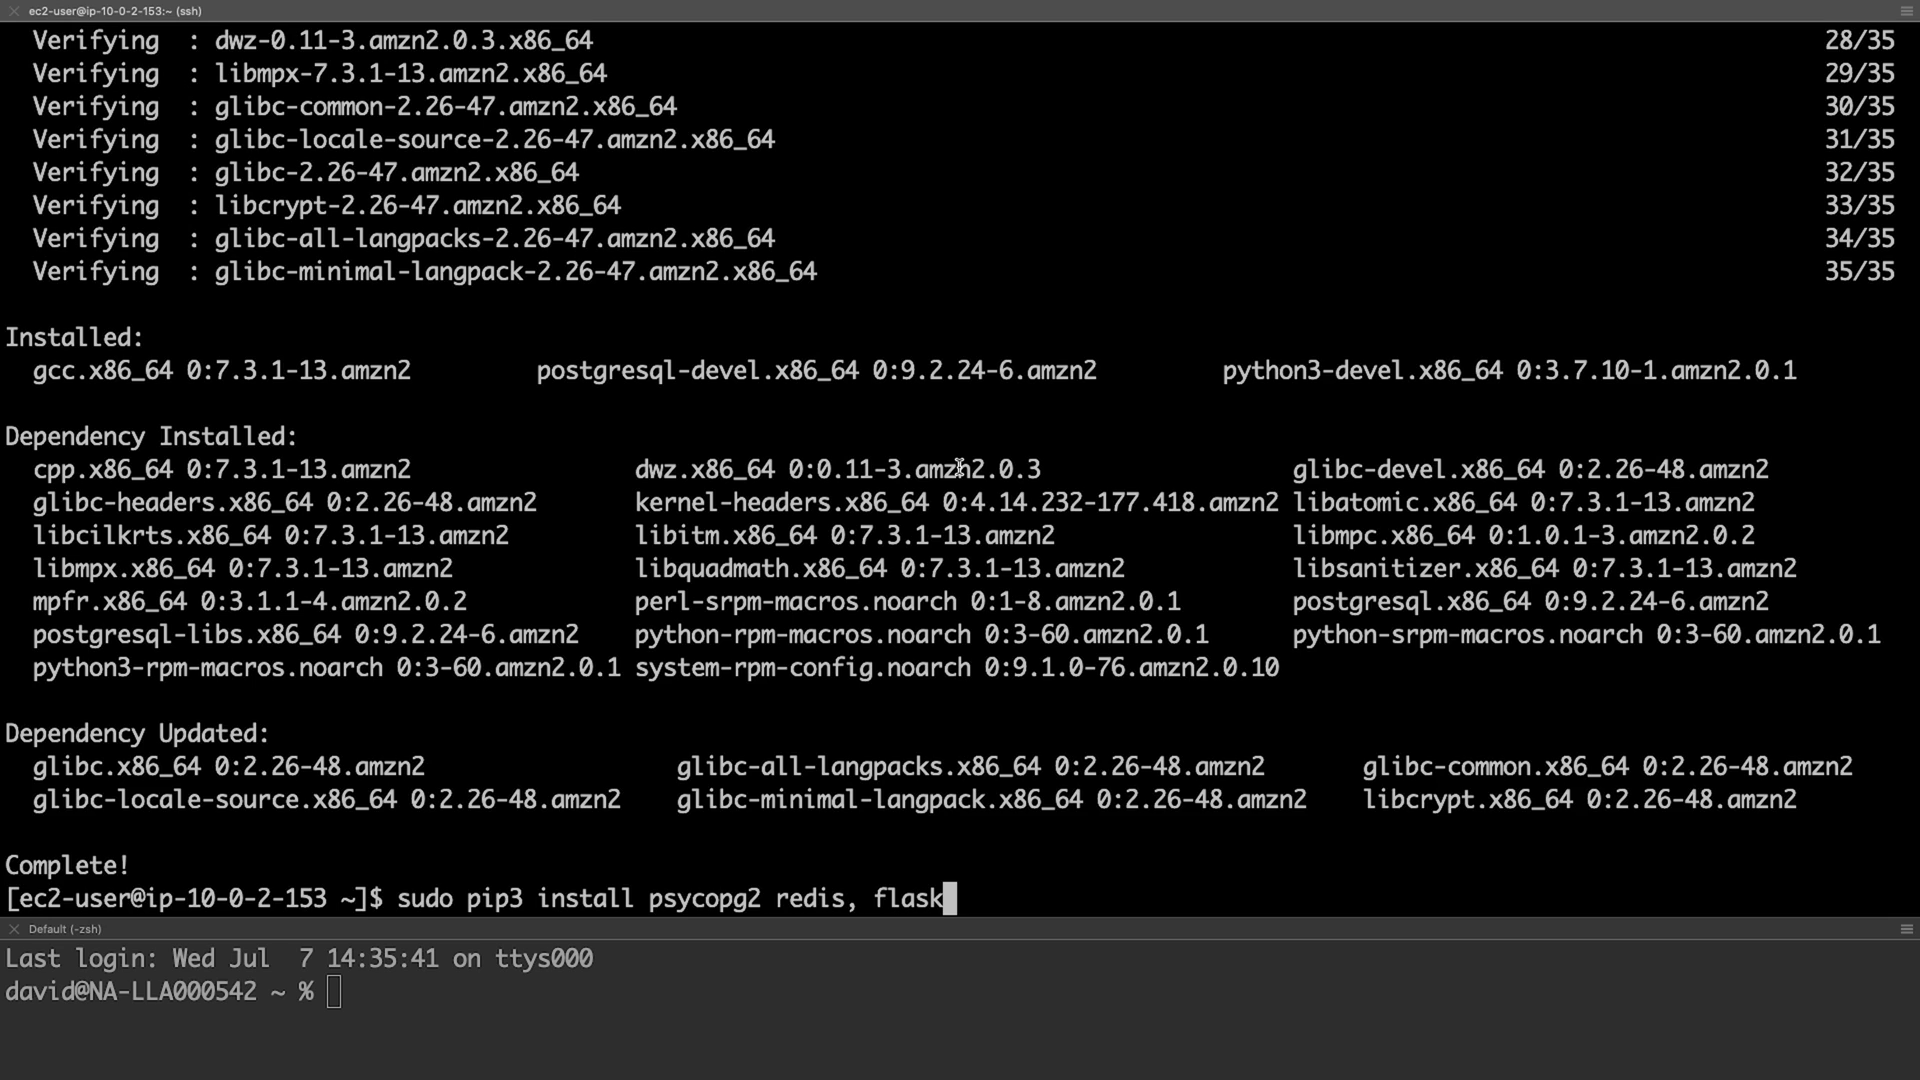 ec2-user@ip-10-0-2-153:~ (ssh)
Verifying  : dwz-0.11-3.amzn2.0.3.x86_64 28/35
Verifying  : libmpx-7.3.1-13.amzn2.x86_64 29/35
Verifying  : glibc-common-2.26-47.amzn2.x86_64 30/35
Verifying  : glibc-locale-source-2.26-47.amzn2.x86_64 31/35
Verifying  : glibc-2.26-47.amzn2.x86_64 32/35
Verifying  : libcrypt-2.26-47.amzn2.x86_64 33/35
Verifying  : glibc-all-langpacks-2.26-47.amzn2.x86_64 34/35
Verifying  : glibc-minimal-langpack-2.26-47.amzn2.x86_64 35/35
Installed:
gcc.x86_64 0:7.3.1-13.amzn2 postgresql-devel.x86_64 0:9.2.24-6.amzn2 python3-devel.x86_64 0:3.7.10-1.amzn2.0.1
Dependency Installed:
cpp.x86_64 0:7.3.1-13.amzn2 dwz.x86_64 0:0.11-3.amzn2.0.3 glibc-devel.x86_64 0:2.26-48.amzn2
glibc-headers.x86_64 0:2.26-48.amzn2 kernel-headers.x86_64 0:4.14.232-177.418.amzn2 libatomic.x86_64 0:7.3.1-13.amzn2
libcilkrts.x86_64 0:7.3.1-13.amzn2 libitm.x86_64 0:7.3.1-13.amzn2 libmpc.x86_64 0:1.0.1-3.amzn2.0.2
libmpx.x86_64 0:7.3.1-13.amzn2 libquadmath.x86_64 0:7.3.1-13.amzn2 libsanitizer.x86_64 0:7.3.1-13.amzn2
mpfr.x86_64 0:3.1.1-4.amzn2.0.2 perl-srpm-macros.noarch 0:1-8.amzn2.0.1 postgresql.x86_64 0:9.2.24-6.amzn2
postgresql-libs.x86_64 0:9.2.24-6.amzn2 python-rpm-macros.noarch 0:3-60.amzn2.0.1 python-srpm-macros.noarch 0:3-60.amzn2.0.1
python3-rpm-macros.noarch 0:3-60.amzn2.0.1 system-rpm-config.noarch 0:9.1.0-76.amzn2.0.10
Dependency Updated:
glibc.x86_64 0:2.26-48.amzn2 glibc-all-langpacks.x86_64 0:2.26-48.amzn2 glibc-common.x86_64 0:2.26-48.amzn2
glibc-locale-source.x86_64 0:2.26-48.amzn2 glibc-minimal-langpack.x86_64 0:2.26-48.amzn2 libcrypt.x86_64 0:2.26-48.amzn2
Complete!
[ec2-user@ip-10-0-2-153 ~]$ sudo pip3 install psycopg2 redis, flask
Default (-zsh)
Last login: Wed Jul  7 14:35:41 on ttys000
david@NA-LLA000542 ~ %